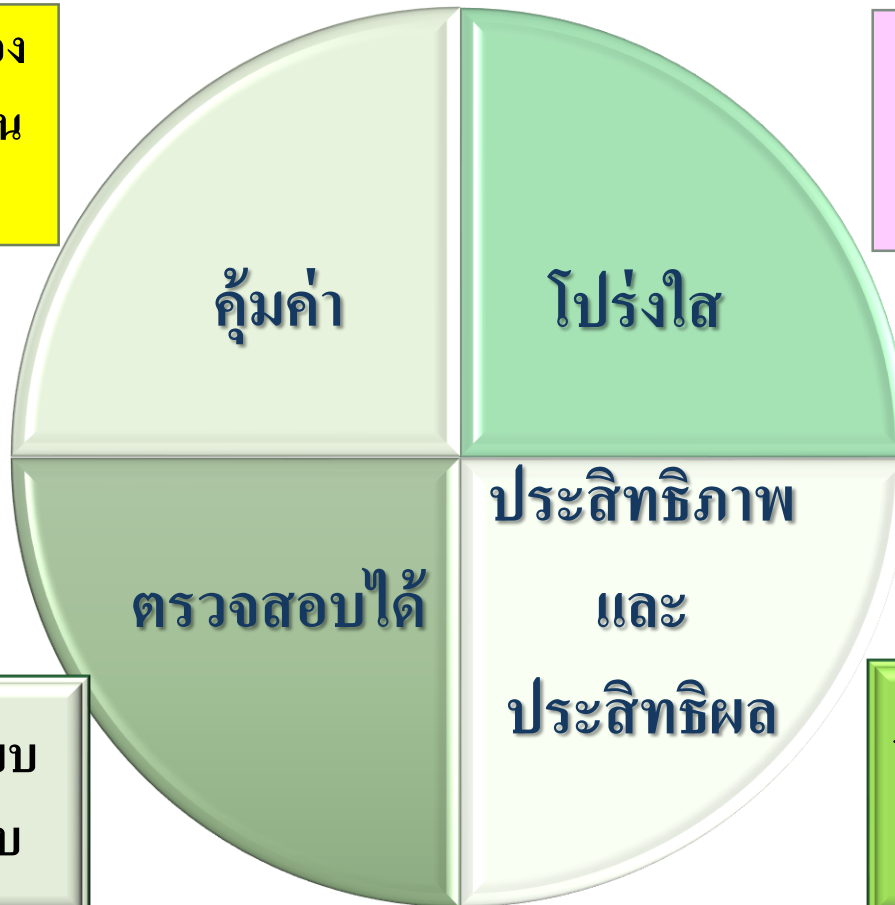 คุ้มค่า
โปร่งใส
ตรวจสอบได้
ประสิทธิภาพ
และ
ประสิทธิผล